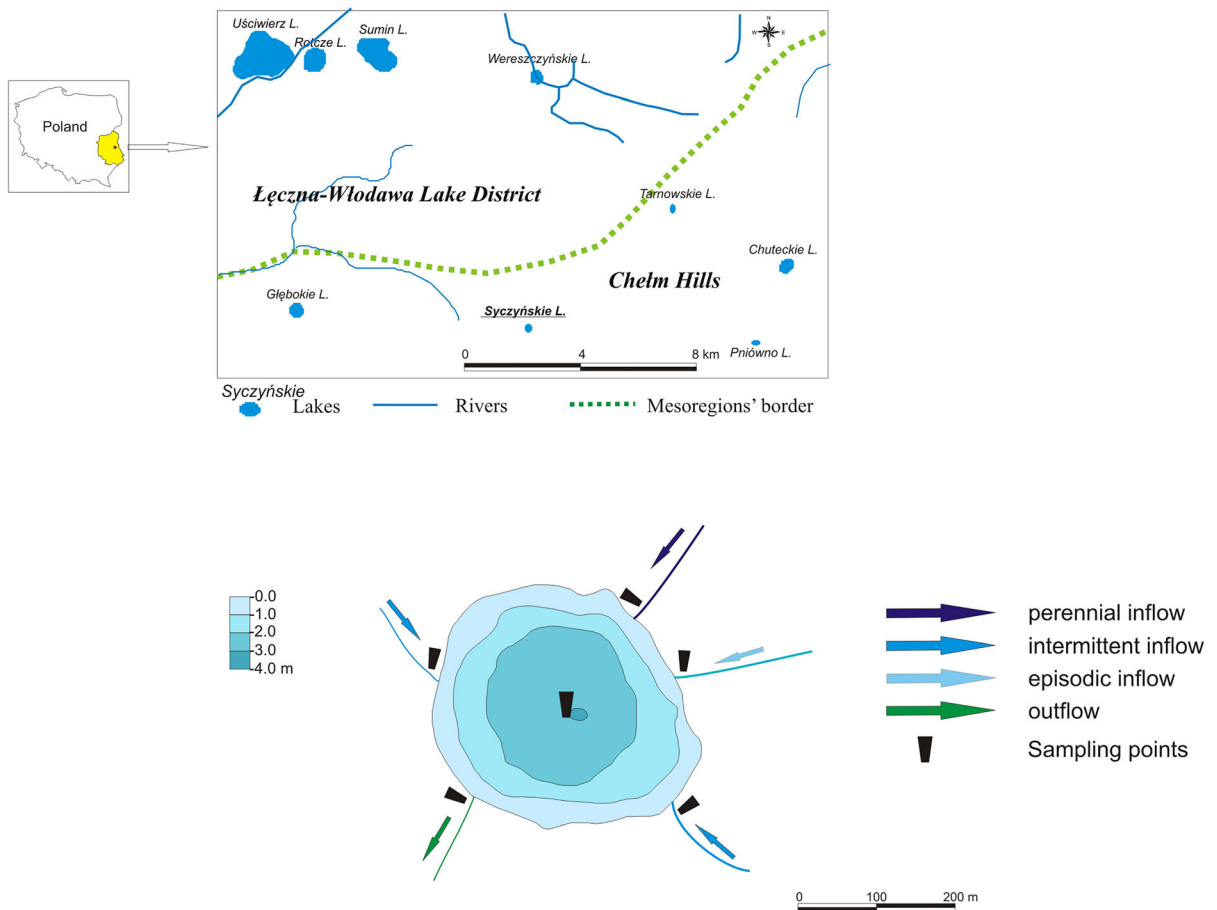 Uściwierz L.
Rotcze L.
Sumin L.
Wereszczyńskie L.
N
W E
S
Poland
Łęczna-Włodawa Lake District
Tarnowskie L.
Chuteckie L.
Chełm Hills
Głębokie L.
Syczyńskie L.
Pniówno L.
0 4 8 km
Syczyńskie
Lakes
Rivers
Mesoregions' border
0.0
1.0
2.0
3.0
4.0 m
perennial inflow
intermittent inflow
episodic inflow
outflow
Sampling points
0 100 200 m